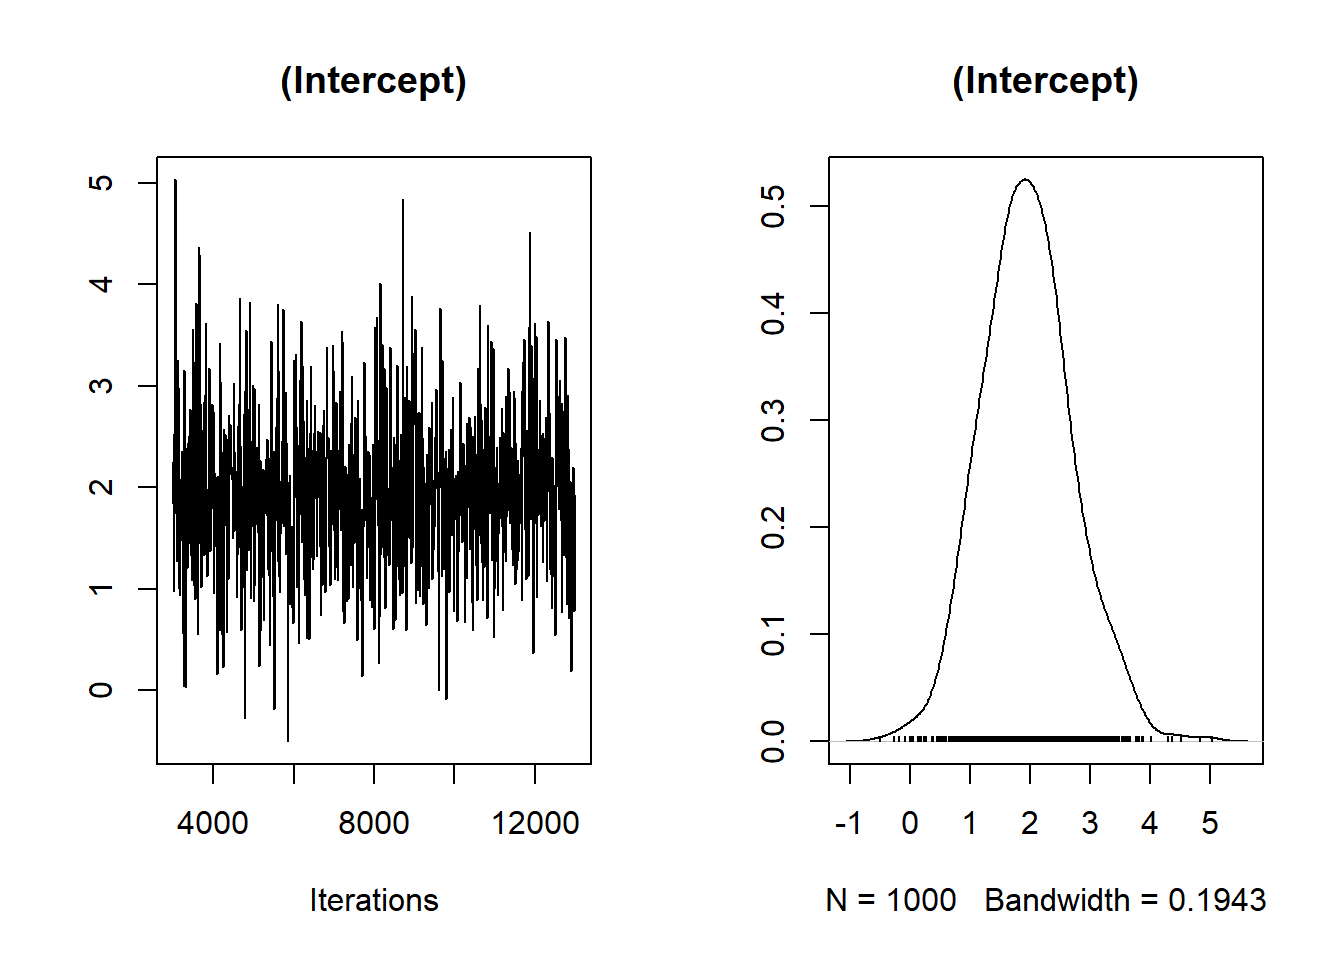 (Intercept)
5
4
3
2
1
0
4000 8000 12000
Iterations
(Intercept)
0.5
0.4
0.3
0.2
0.1
0.0
-1 0 1 2 3 4 5
N = 1000 Bandwidth = 0.1943